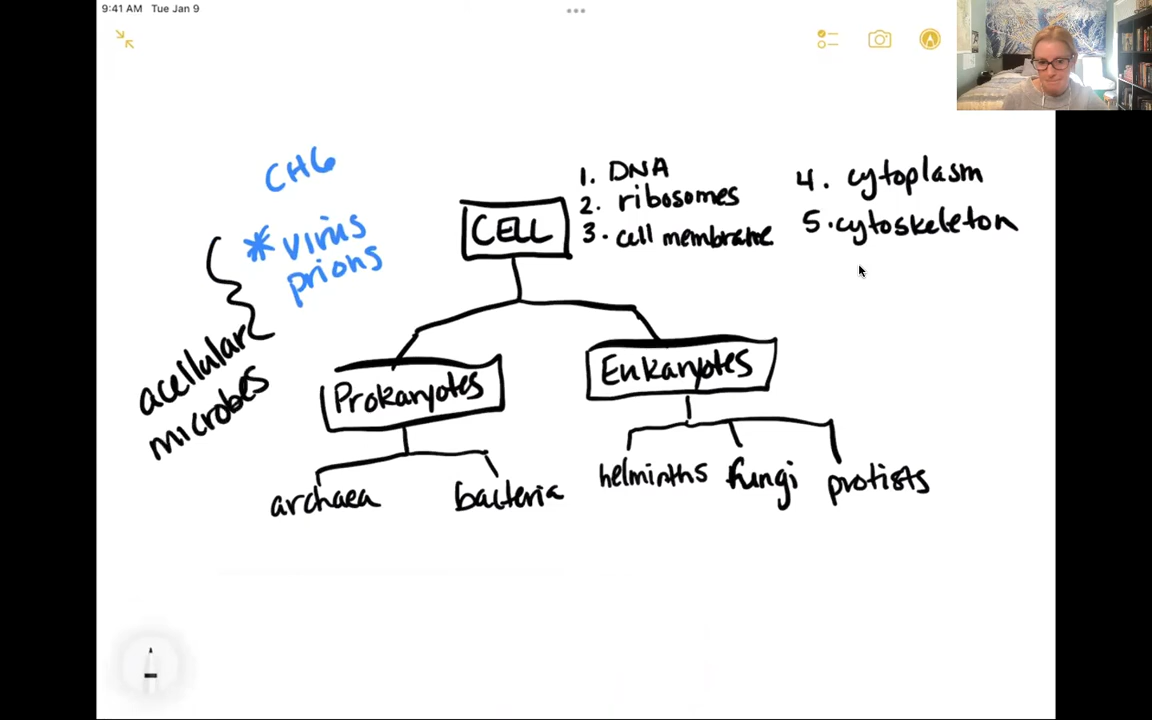 9:41 AM Tue Jan 9
CH6
* virus
prions
acellular
microbes
CELL
1. DNA
2. ribosomes
3. cell membrane
4. cytoplasm
5. cytoskeleton
Prokaryotes
Eukaryotes
archaea
bacteria
helminths
fungi
protists